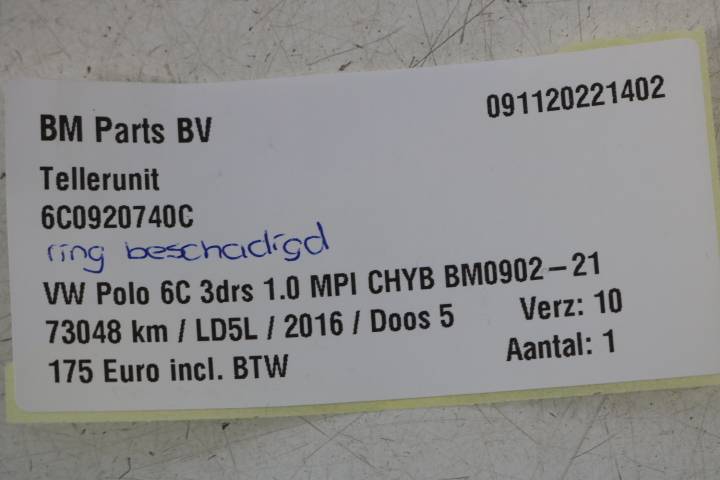 091120221402
BM Parts BV
Tellerunit
6C0920740C
ring beschadigd
VW Polo 6C 3drs 1.0 MPI CHYB BM0902-21
73048 km / LD5L / 2016 / Doos 5 Verz: 10
175 Euro incl. BTW Aantal: 1